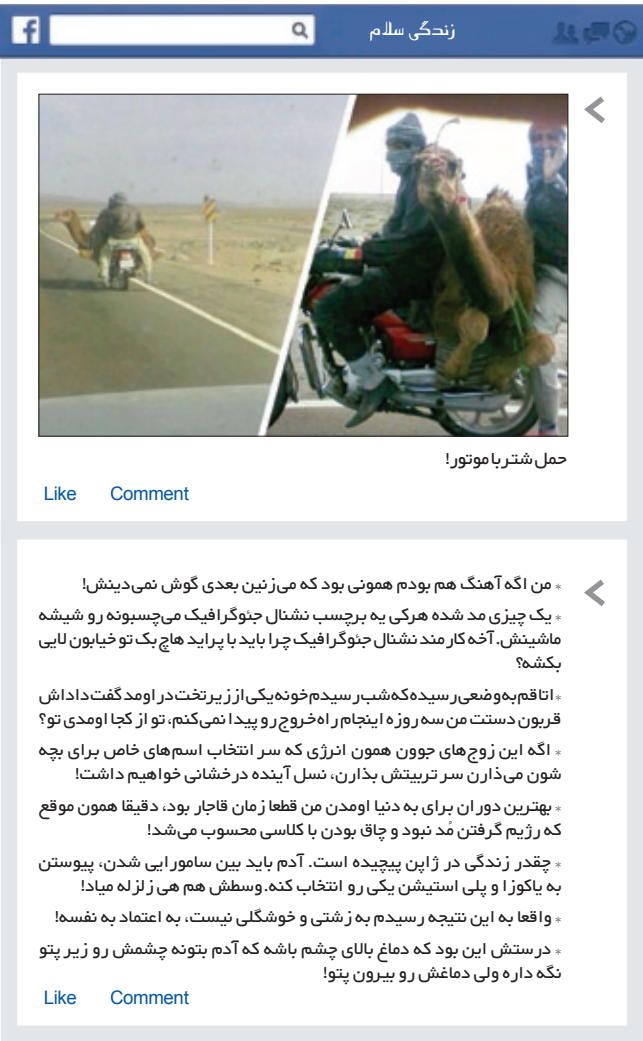 f
زندگی سلام
حمل شتر با موتور!
Like Comment
* من اگه آهنگ هم بودم همونی بود که می‌زنین بعدی گوش نمی‌دینش!
* یک چیزی مد شده هرکی یه برچسب نشنال جئوگرافیک می‌چسبونه رو شیشه
ماشینش. آخه کارمند نشنال جئوگرافیک چرا باید با پراید هاچ بک تو خیابون لایی
بکشه؟
* اتاقم به وضعی رسیده که شب رسیدم خونه یکی از زیر تخت در اومد گفت داداش
قربون دستت من سه روزه اینجام راه خروج رو پیدا نمی‌کنم، تو از کجا اومدی تو؟
* اگه این زوج‌های جوون همون انرژی که سر انتخاب اسم‌های خاص برای بچه
شون می‌ذارن سر تربیتش بذارن، نسل آینده درخشانی خواهیم داشت!
* بهترین دوران برای به دنیا اومدن من قطعا زمان قاجار بود، دقیقا همون موقع
که رژیم گرفتن مُد نبود و چاق بودن با کلاسی محسوب می‌شد!
* چقدر زندگی در ژاپن پیچیده است. آدم باید بین سامورایی شدن، پیوستن
به یاکوزا و پلی استیشن یکی رو انتخاب کنه. وسطش هم هی زلزله میاد!
* واقعا به این نتیجه رسیدم به زشتی و خوشگلی نیست، به اعتماد به نفسه!
* درستش این بود که دماغ بالای چشم باشه که آدم بتونه چشمش رو زیر پتو
نگه داره ولی دماغش رو بیرون پتو!
Like Comment